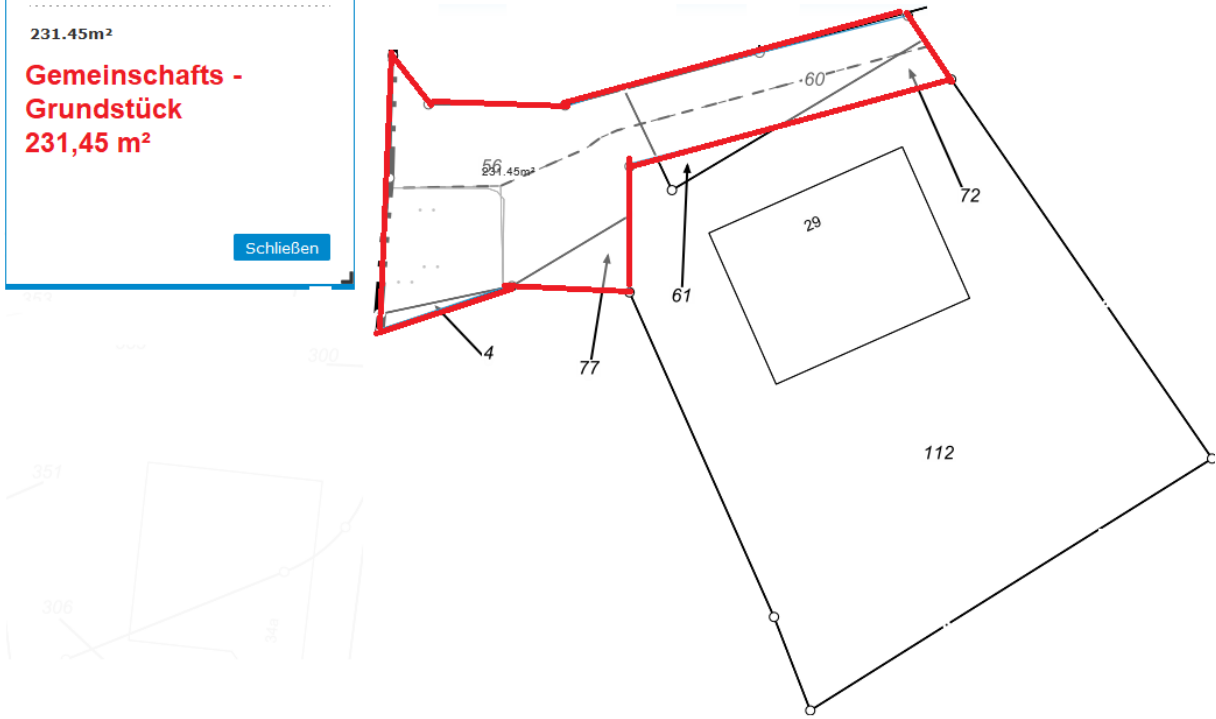 231.45m²
Gemeinschafts -
Grundstück
231,45 m²
Schließen
60
56
231.45m²
72
29
61
4
77
112
300
351
306
34a